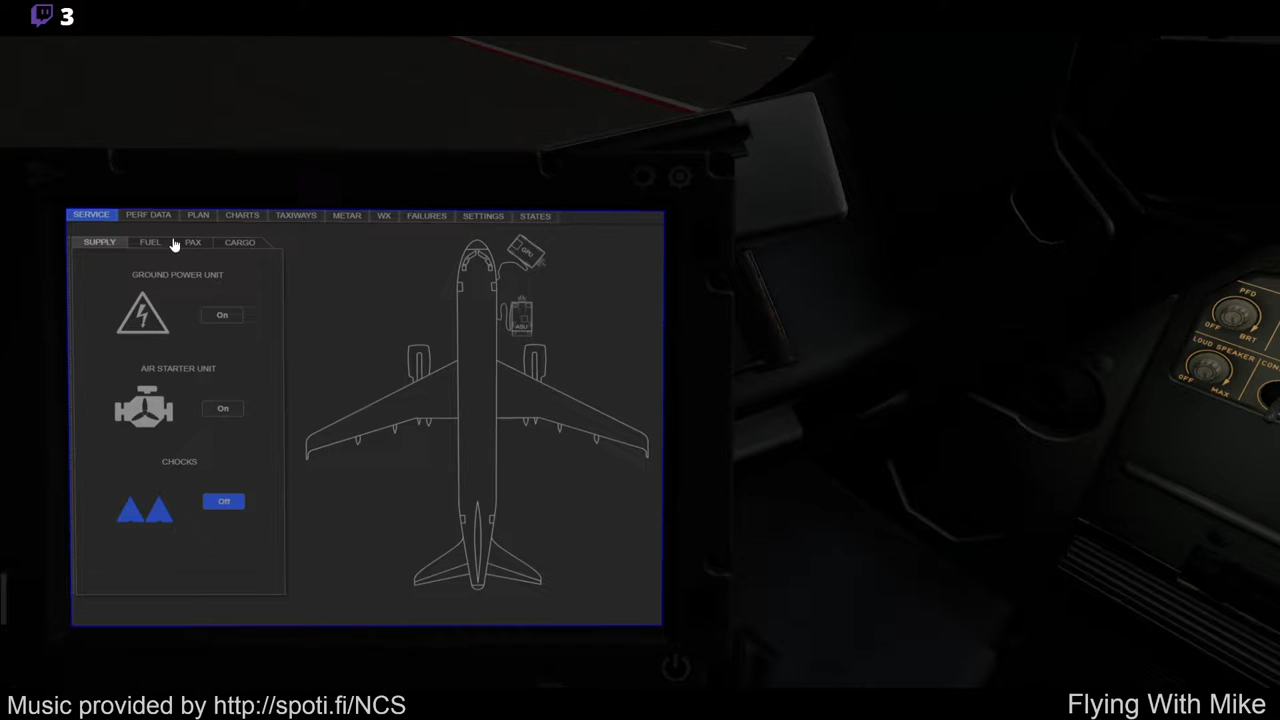 3
SERVICE PERF DATA PLAN CHARTS TAXIWAYS METAR WX FAILURES SETTINGS STATES
SUPPLY FUEL PAX CARGO
GROUND POWER UNIT
On
AIR STARTER UNIT
On
CHOCKS
Off
GPU
ASU
PFD
OFF BRT
LOUD SPEAKER
OFF MAX
Music provided by http://spoti.fi/NCS
Flying With Mike